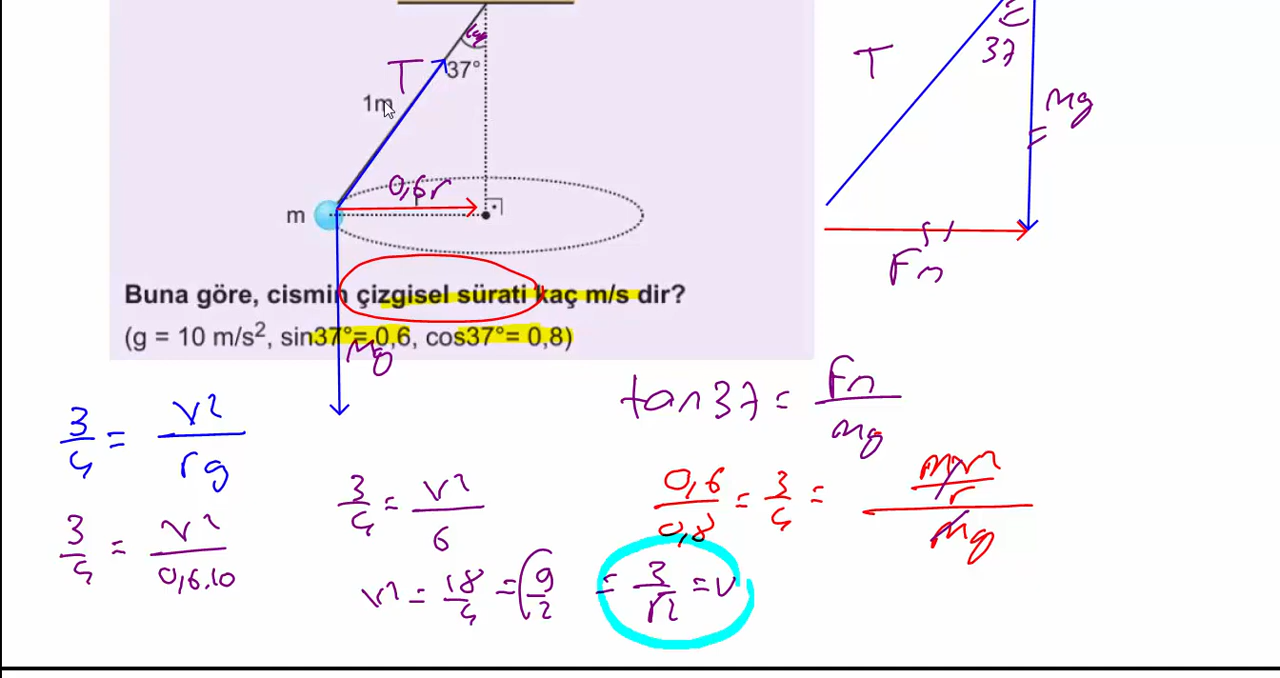 37°
T
1m
0,6r
m
T
37
mg
Fn
Buna göre, cismin çizgisel sürati kaç m/s dir?
(g = 10 m/s², sin37°= 0,6, cos37°= 0,8)
mg
tan37 = Fn/mg
3/4 = v²/rg
3/4 = v²/6
0,6/0,8 = 3/4 =
mg
3/4 = v²/0,6.10
v² = 18/4 = 9/2 = 3/√2 = v